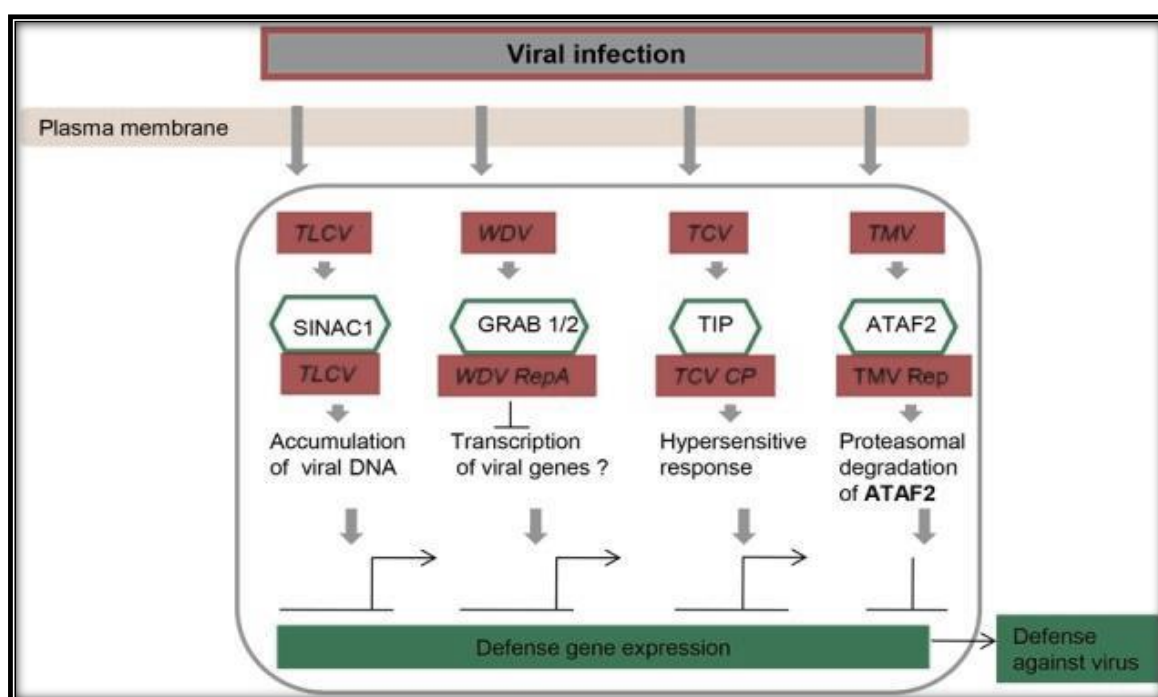 Viral infection
Plasma membrane
TLCV
WDV
TCV
TMV
SINAC1
GRAB 1/2
TIP
ATAF2
TLCV
WDV RepA
TCV CP
TMV Rep
Accumulation
of viral DNA
Transcription
of viral genes ?
Hypersensitive
response
Proteasomal
degradation
of ATAF2
Defense gene expression
Defense
against virus